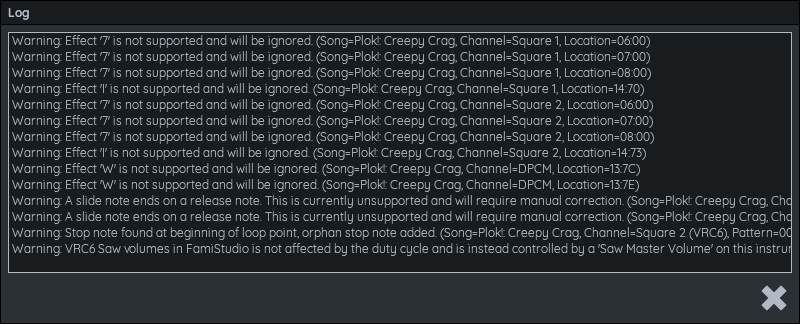 Log
Warning: Effect '7' is not supported and will be ignored. (Song=Plok!: Creepy Crag, Channel=Square 1, Location=06:00)
Warning: Effect '7' is not supported and will be ignored. (Song=Plok!: Creepy Crag, Channel=Square 1, Location=07:00)
Warning: Effect '7' is not supported and will be ignored. (Song=Plok!: Creepy Crag, Channel=Square 1, Location=08:00)
Warning: Effect '!' is not supported and will be ignored. (Song=Plok!: Creepy Crag, Channel=Square 1, Location=14:70)
Warning: Effect '7' is not supported and will be ignored. (Song=Plok!: Creepy Crag, Channel=Square 2, Location=06:00)
Warning: Effect '7' is not supported and will be ignored. (Song=Plok!: Creepy Crag, Channel=Square 2, Location=07:00)
Warning: Effect '7' is not supported and will be ignored. (Song=Plok!: Creepy Crag, Channel=Square 2, Location=08:00)
Warning: Effect '!' is not supported and will be ignored. (Song=Plok!: Creepy Crag, Channel=Square 2, Location=14:73)
Warning: Effect 'W' is not supported and will be ignored. (Song=Plok!: Creepy Crag, Channel=DPCM, Location=13:7C)
Warning: Effect 'W' is not supported and will be ignored. (Song=Plok!: Creepy Crag, Channel=DPCM, Location=13:7E)
Warning: A slide note ends on a release note. This is currently unsupported and will require manual correction. (Song=Plok!: Creepy Crag, Cha
Warning: A slide note ends on a release note. This is currently unsupported and will require manual correction. (Song=Plok!: Creepy Crag, Cha
Warning: Stop note found at beginning of loop point, orphan stop note added. (Song=Plok!: Creepy Crag, Channel=Square 2 (VRC6), Pattern=00
Warning: VRC6 Saw volumes in FamiStudio is not affected by the duty cycle and is instead controlled by a 'Saw Master Volume' on this instrum